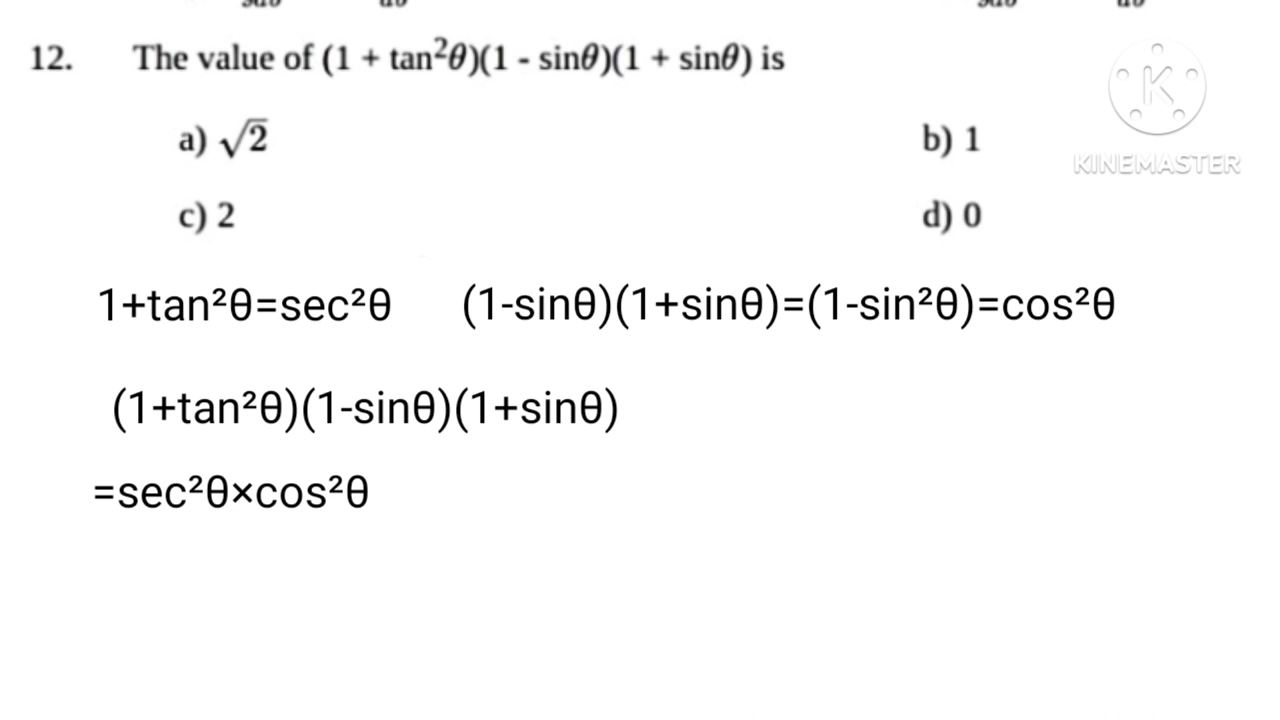 12. The value of (1 + tan²θ)(1 - sinθ)(1 + sinθ) is
a) √2 b) 1
c) 2 d) 0
K
KINEMASTER
1+tan²θ=sec²θ (1-sinθ)(1+sinθ)=(1-sin²θ)=cos²θ
(1+tan²θ)(1-sinθ)(1+sinθ)
=sec²θ×cos²θ